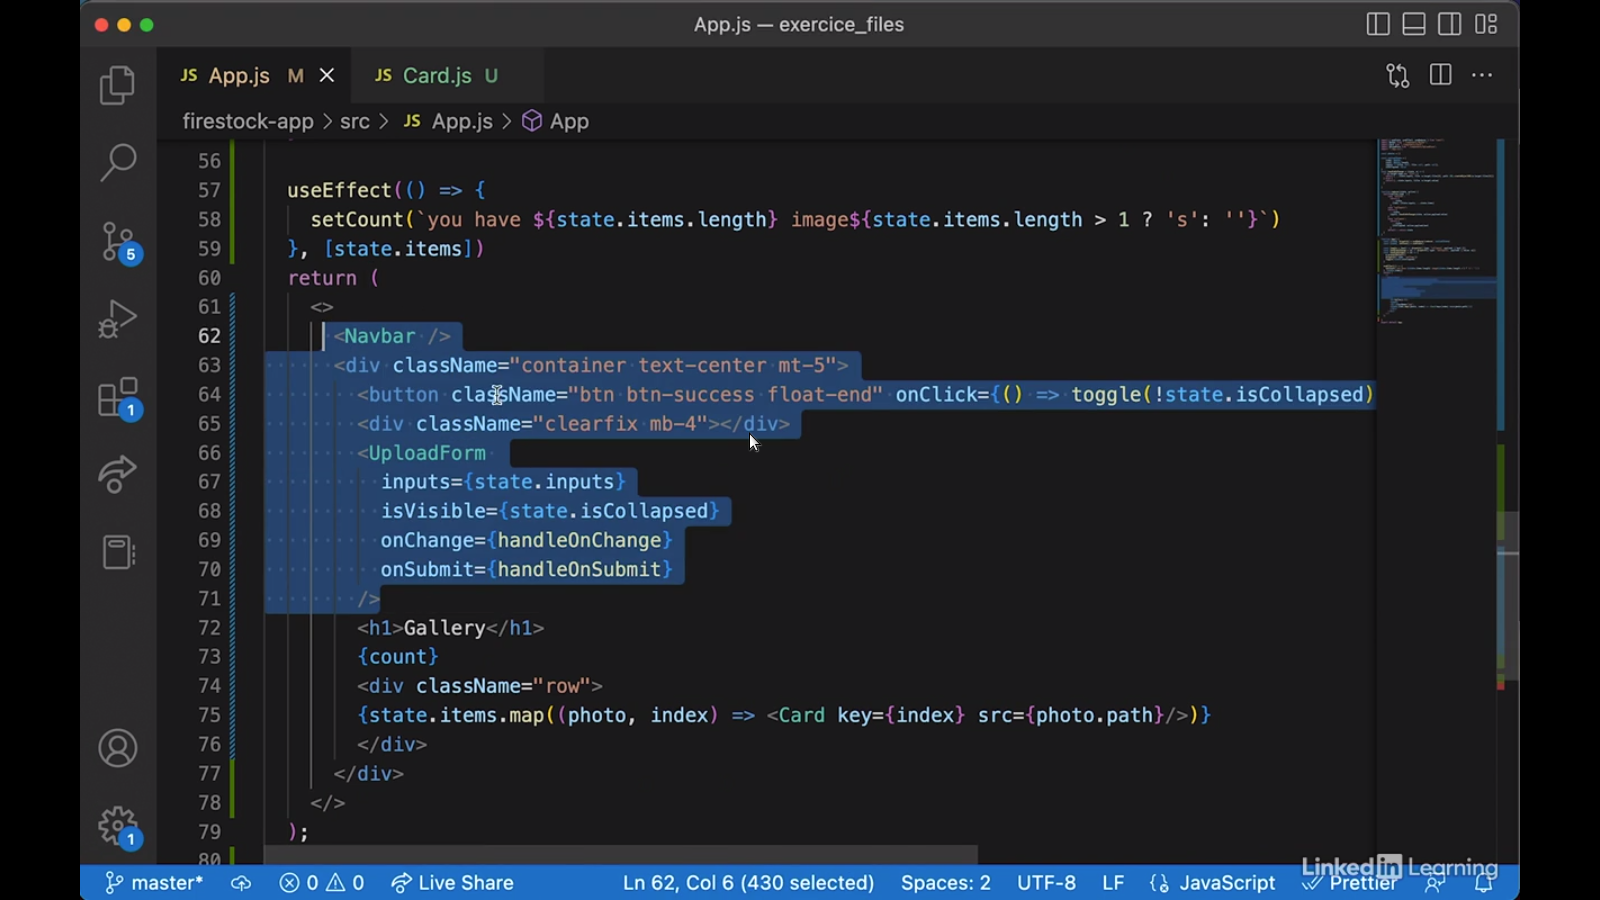 App.js — exercice_files
JS App.js M JS Card.js U
firestock-app > src > JS App.js > App
56
57 useEffect(() => {
58 setCount(`you have ${state.items.length} image${state.items.length > 1 ? 's': ''}`)
59 }, [state.items])
60 return (
61 <>
62 <Navbar />
63 <div className="container text-center mt-5">
64 <button className="btn btn-success float-end" onClick={() => toggle(!state.isCollapsed)
65 <div className="clearfix mb-4"></div>
66 <UploadForm
67 inputs={state.inputs}
68 isVisible={state.isCollapsed}
69 onChange={handleOnChange}
70 onSubmit={handleOnSubmit}
71 />
72 <h1>Gallery</h1>
73 {count}
74 <div className="row">
75 {state.items.map((photo, index) => <Card key={index} src={photo.path}/>)}
76 </div>
77 </div>
78 </>
79 );
80
5
1
1
LinkedIn Learning
master* 0 0 Live Share Ln 62, Col 6 (430 selected) Spaces: 2 UTF-8 LF {} JavaScript Prettier